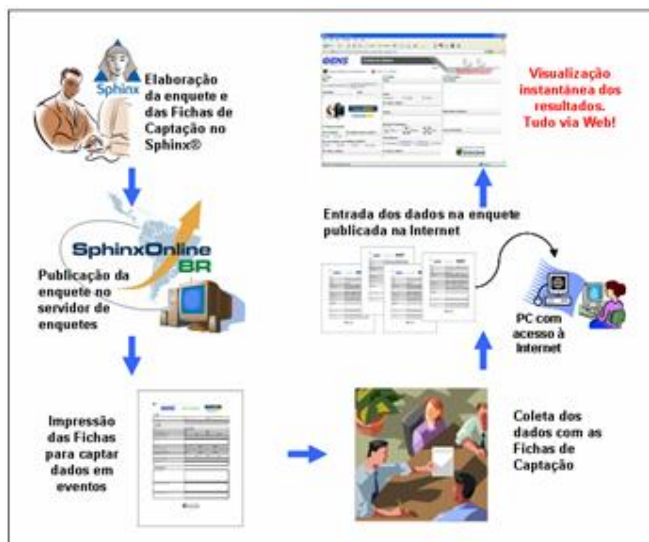 Sphinx
Elaboração
da enquete e
das Fichas de
Captação no
Sphinx®
SphinxOnline
BR
Publicação da
enquete no
servidor de
enquetes
Impressão
das Fichas
para captar
dados em
eventos
Coleta dos
dados com as
Fichas de
Captação
Entrada dos dados na enquete
publicada na Internet
PC com
acesso à
Internet
GENS
Visualização
instantánea dos
resultados.
Tudo via Web!